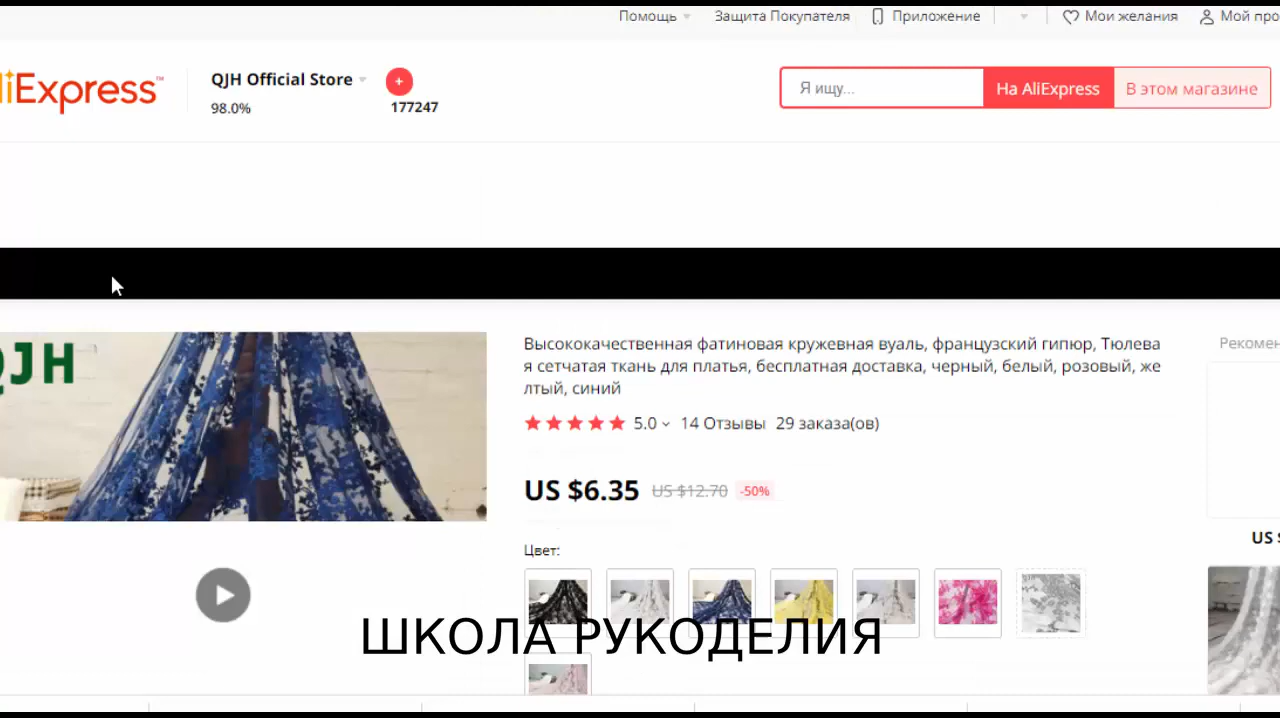 Помощь
Защита Покупателя
Приложение
Мои желания
Мой про
liExpress™
QJH Official Store
+
98.0%
177247
Я ищу...
На AliExpress
В этом магазине
QJH
Высококачественная фатиновая кружевная вуаль, французский гипюр, Тюлева
я сетчатая ткань для платья, бесплатная доставка, черный, белый, розовый, же
лтый, синий
Рекомен
5.0 14 Отзывы 29 заказа(ов)
US $6.35 US $12.70 -50%
US $
Цвет:
ШКОЛА РУКОДЕЛИЯ